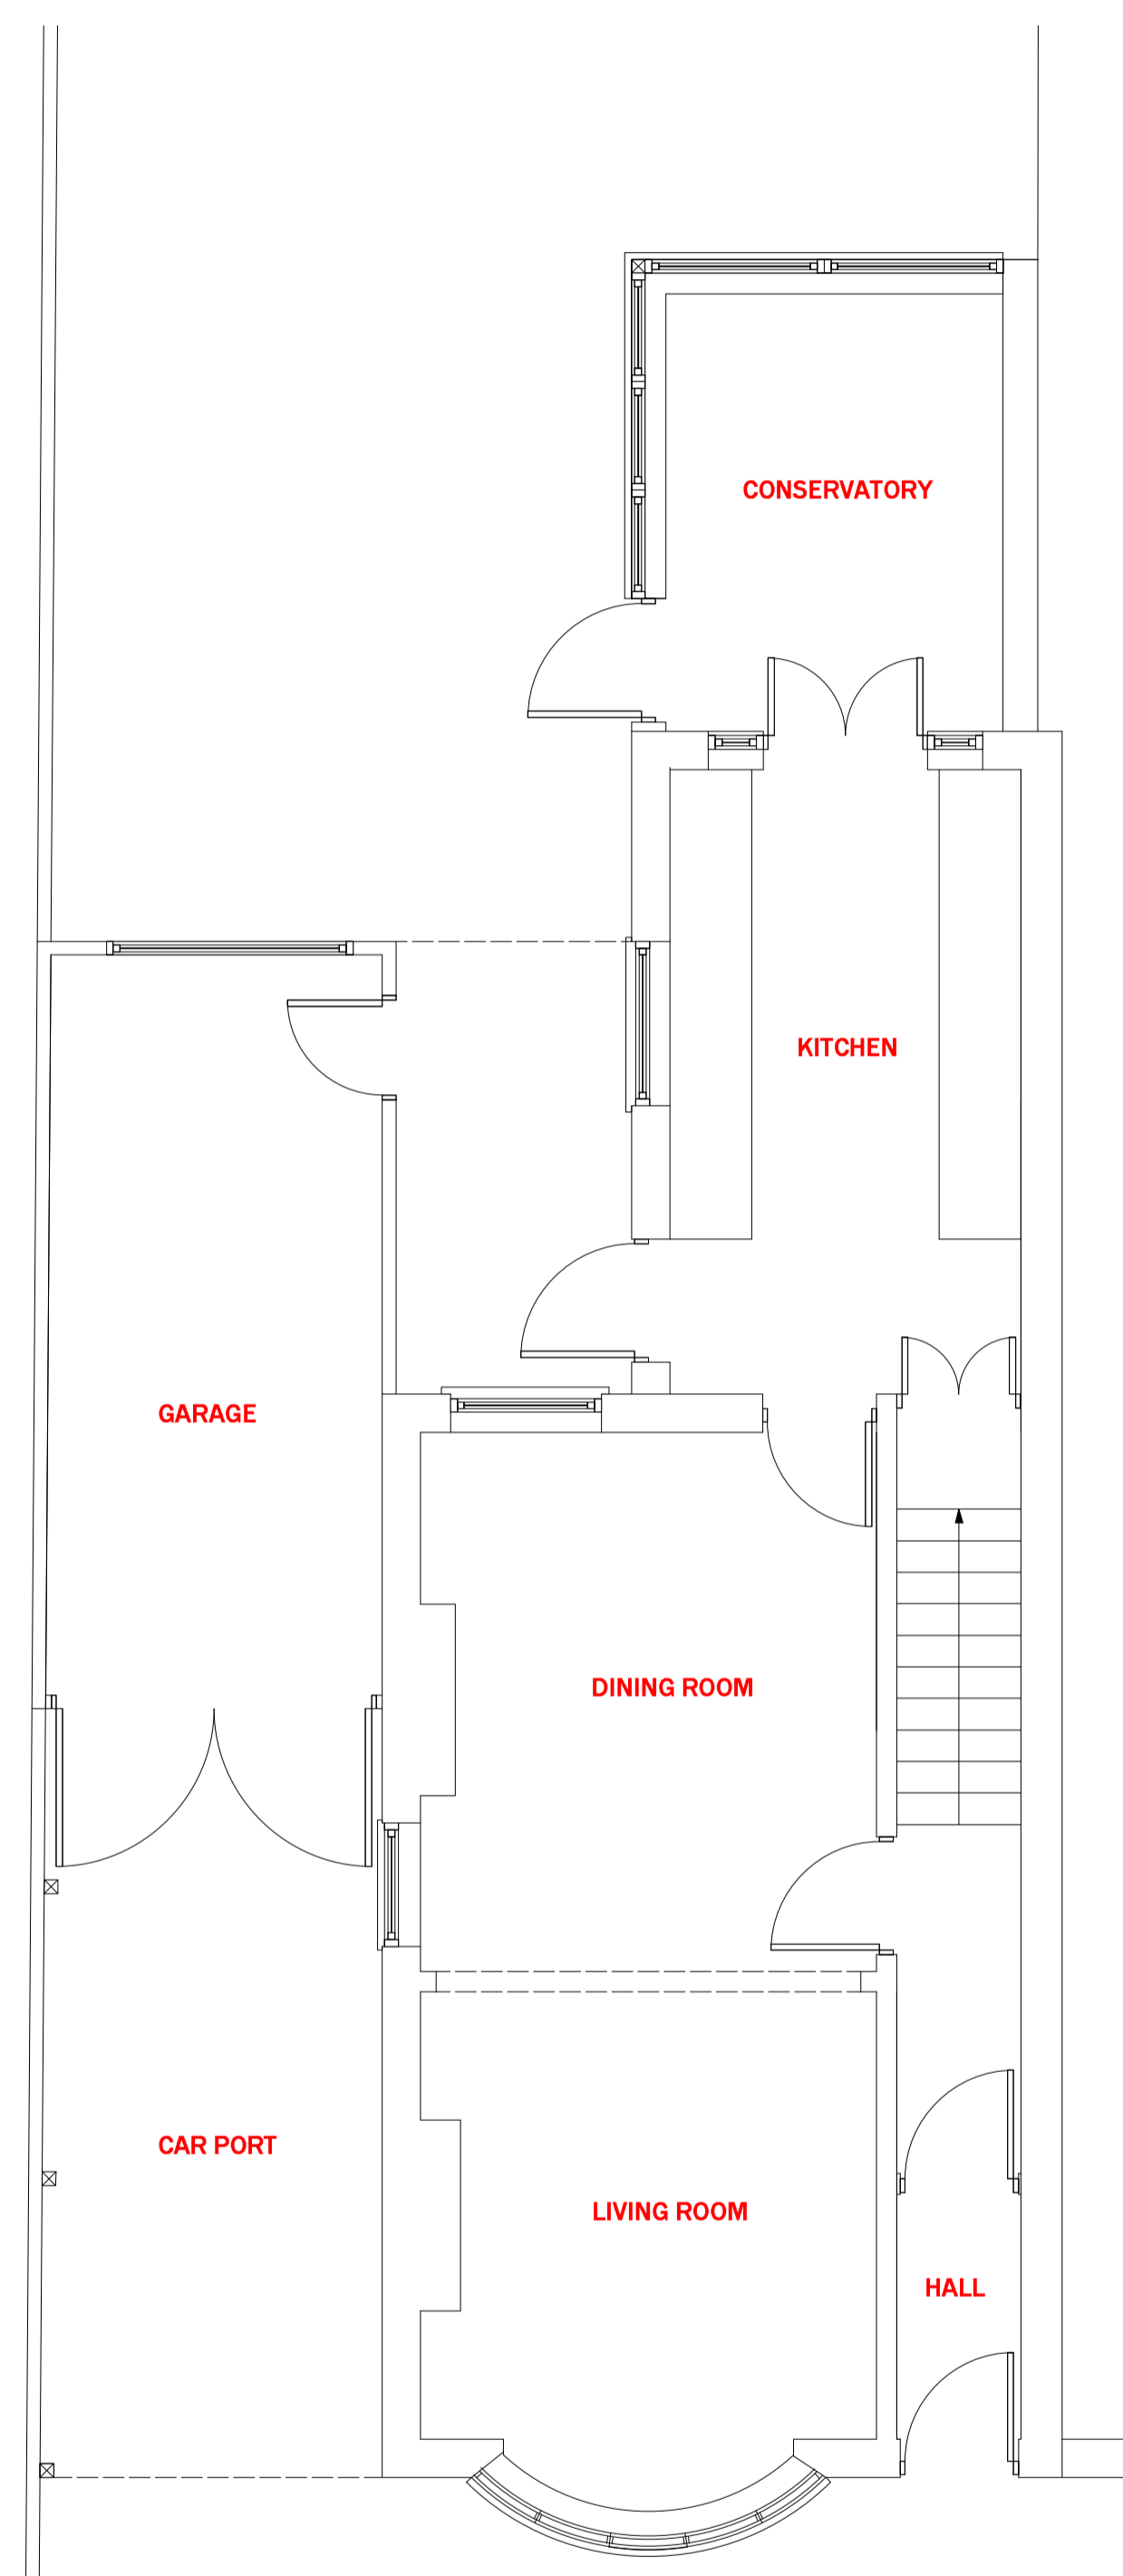 CONSERVATORY
KITCHEN
GARAGE
DINING ROOM
CAR PORT
LIVING ROOM
HALL